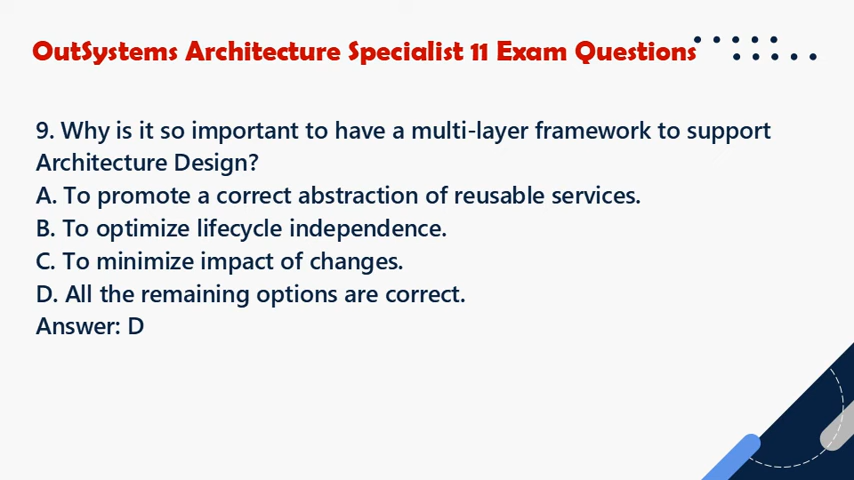 OutSystems Architecture Specialist 11 Exam Questions
9. Why is it so important to have a multi-layer framework to support
Architecture Design?
A. To promote a correct abstraction of reusable services.
B. To optimize lifecycle independence.
C. To minimize impact of changes.
D. All the remaining options are correct.
Answer: D